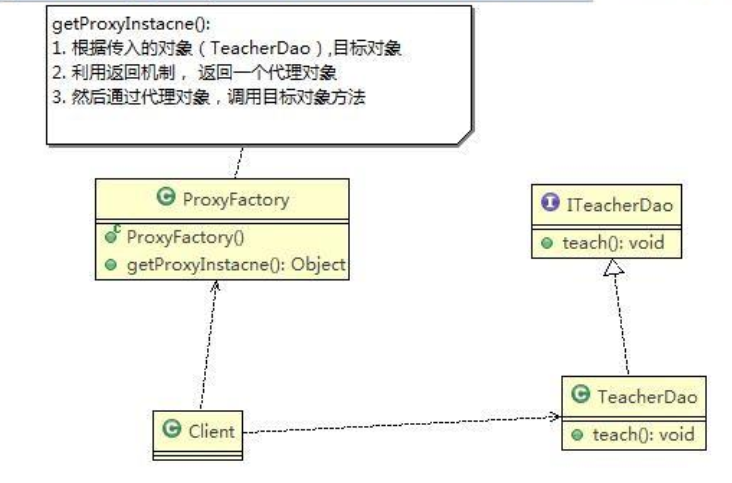 getProxyInstacne():
1. 根据传入的对象（TeacherDao）,目标对象
2. 利用返回机制， 返回一个代理对象
3. 然后通过代理对象，调用目标对象方法
C ProxyFactory
C ProxyFactory()
getProxyInstacne(): Object
I ITeacherDao
teach(): void
C TeacherDao
teach(): void
C Client